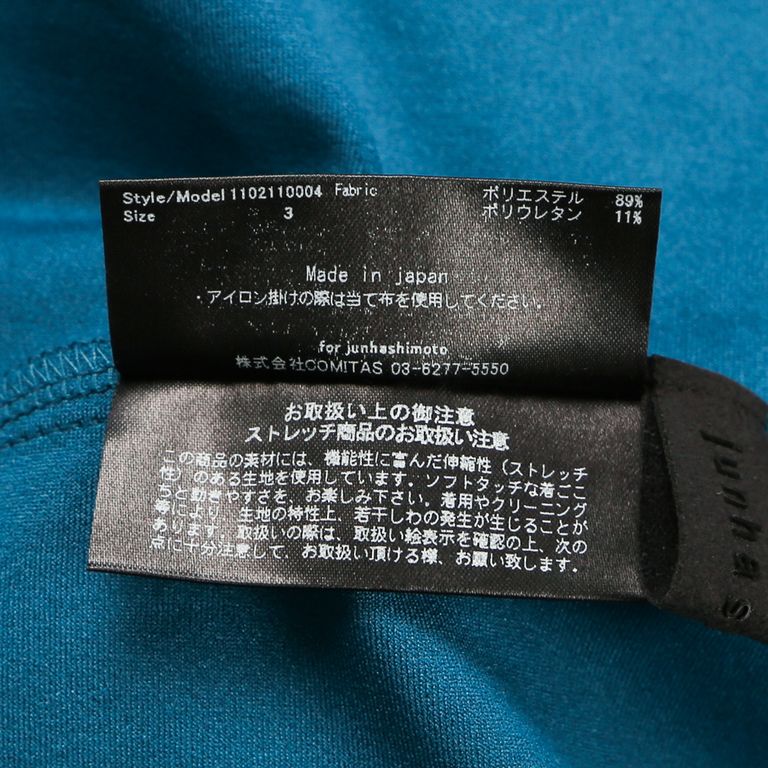 Style/Model 1102110004 Fabric ポリエステル 89%
Size 3 ポリウレタン 11%
Made in japan
・アイロン掛けの際は当て布を使用してください。
for junhashimoto
株式会社COMITAS 03-6277-5550
お取扱い上の御注意
ストレッチ商品のお取扱い注意
この商品の素材には、機能性に富んだ伸縮性（ストレッチ
性）のある生地を使用しています。ソフトタッチな着ごこ
ちと動きやすさを、お楽しみ下さい。着用やクリーニング
等により、生地の特性上、若干しわの発生が生じることが
あります。取扱いの際は、取扱い絵表示を確認の上、次の
点に十分注意して、お取扱い頂ける様、お願い致します。
junhas